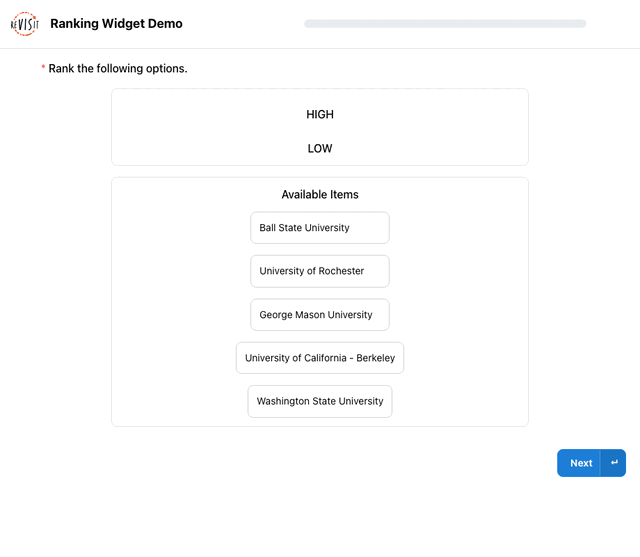 reVISit
Ranking Widget Demo
* Rank the following options.
HIGH
LOW
Available Items
Ball State University
University of Rochester
George Mason University
University of California - Berkeley
Washington State University
Next ↵